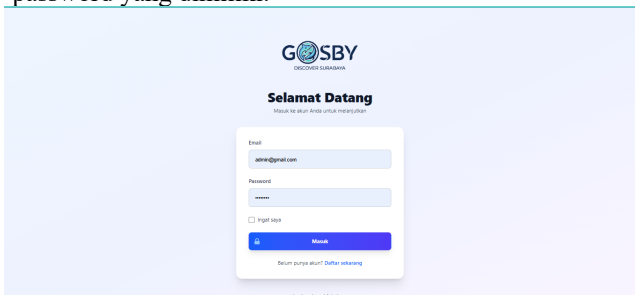 password yang dimiliki.
GOSBY
DISCOVER SURABAYA
Selamat Datang
Masuk ke akun Anda untuk melanjutkan
Email
admin@gmail.com
Password
••••••••
Ingat saya
Masuk
Belum punya akun? Daftar sekarang